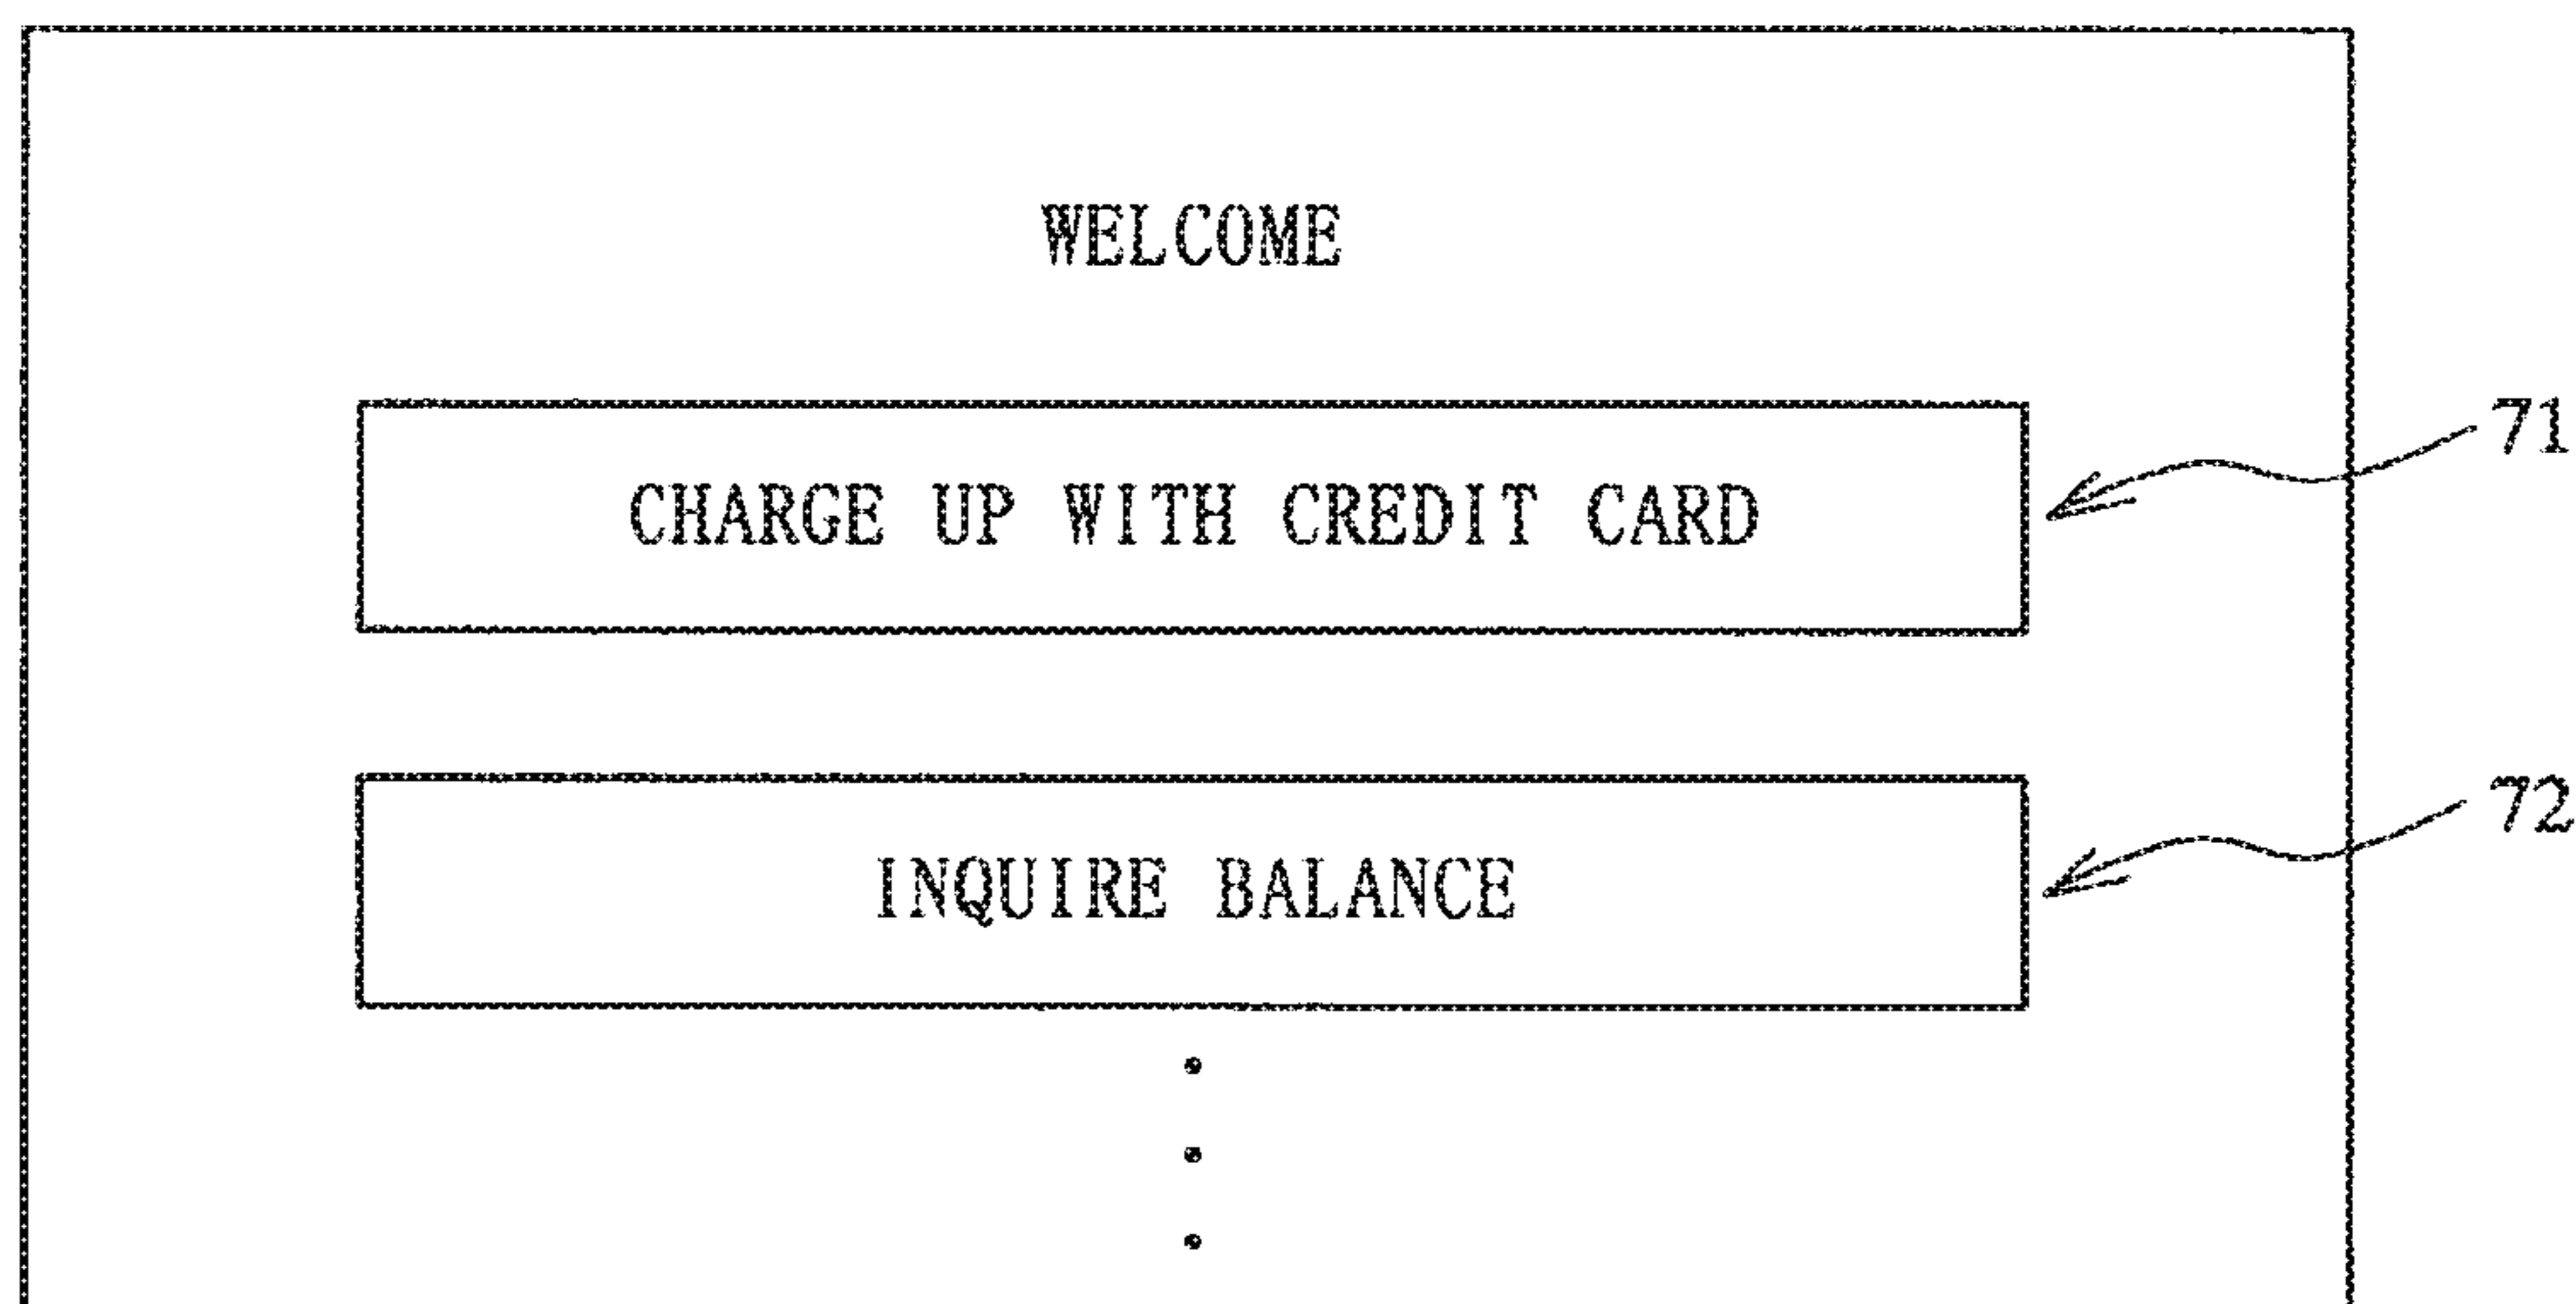 WELCOME
CHARGE UP WITH CREDIT CARD
71
INQUIRE BALANCE
72